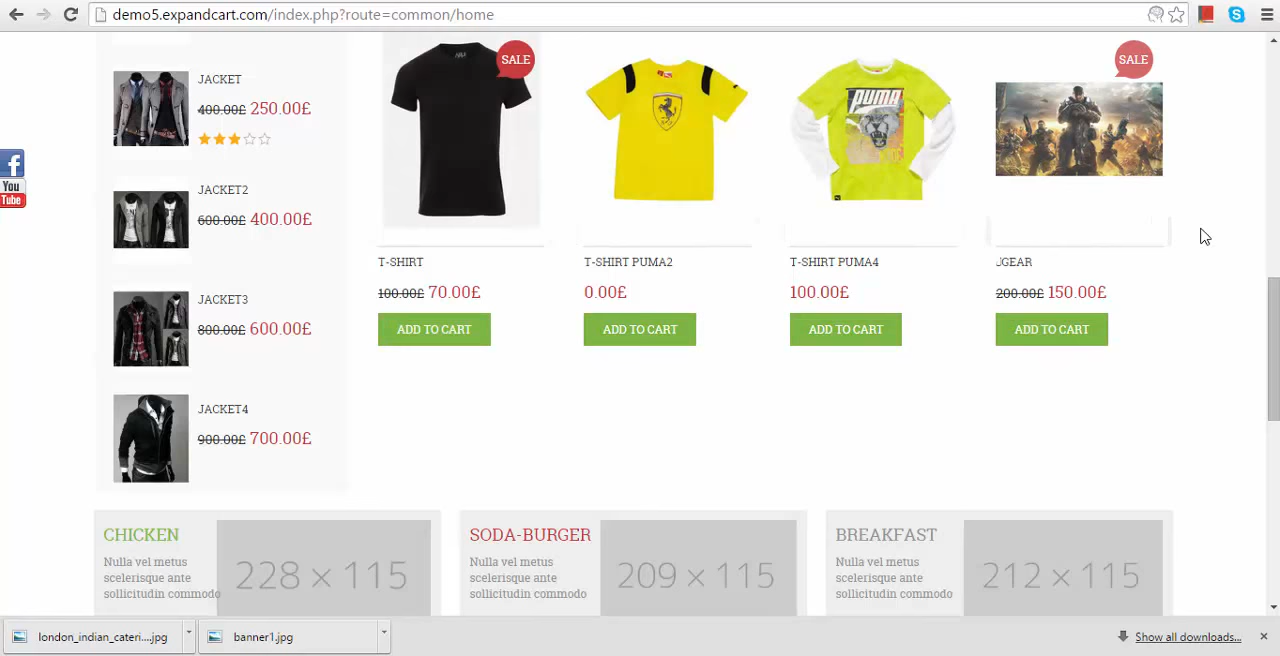 demo5.expandcart.com/index.php?route=common/home
You
Tube
JACKET
400.00£ 250.00£
JACKET2
600.00£ 400.00£
JACKET3
800.00£ 600.00£
JACKET4
900.00£ 700.00£
SALE
PUMA
SALE
T-SHIRT
T-SHIRT PUMA2
T-SHIRT PUMA4
UGEAR
100.00£ 70.00£
0.00£
100.00£
200.00£ 150.00£
ADD TO CART
ADD TO CART
ADD TO CART
ADD TO CART
CHICKEN
Nulla vel metus
scelerisque ante
sollicitudin commodo
228 × 115
SODA-BURGER
Nulla vel metus
scelerisque ante
sollicitudin commodo
209 × 115
BREAKFAST
Nulla vel metus
scelerisque ante
sollicitudin commodo
212 × 115
london_indian_cateri....jpg
banner1.jpg
Show all downloads...